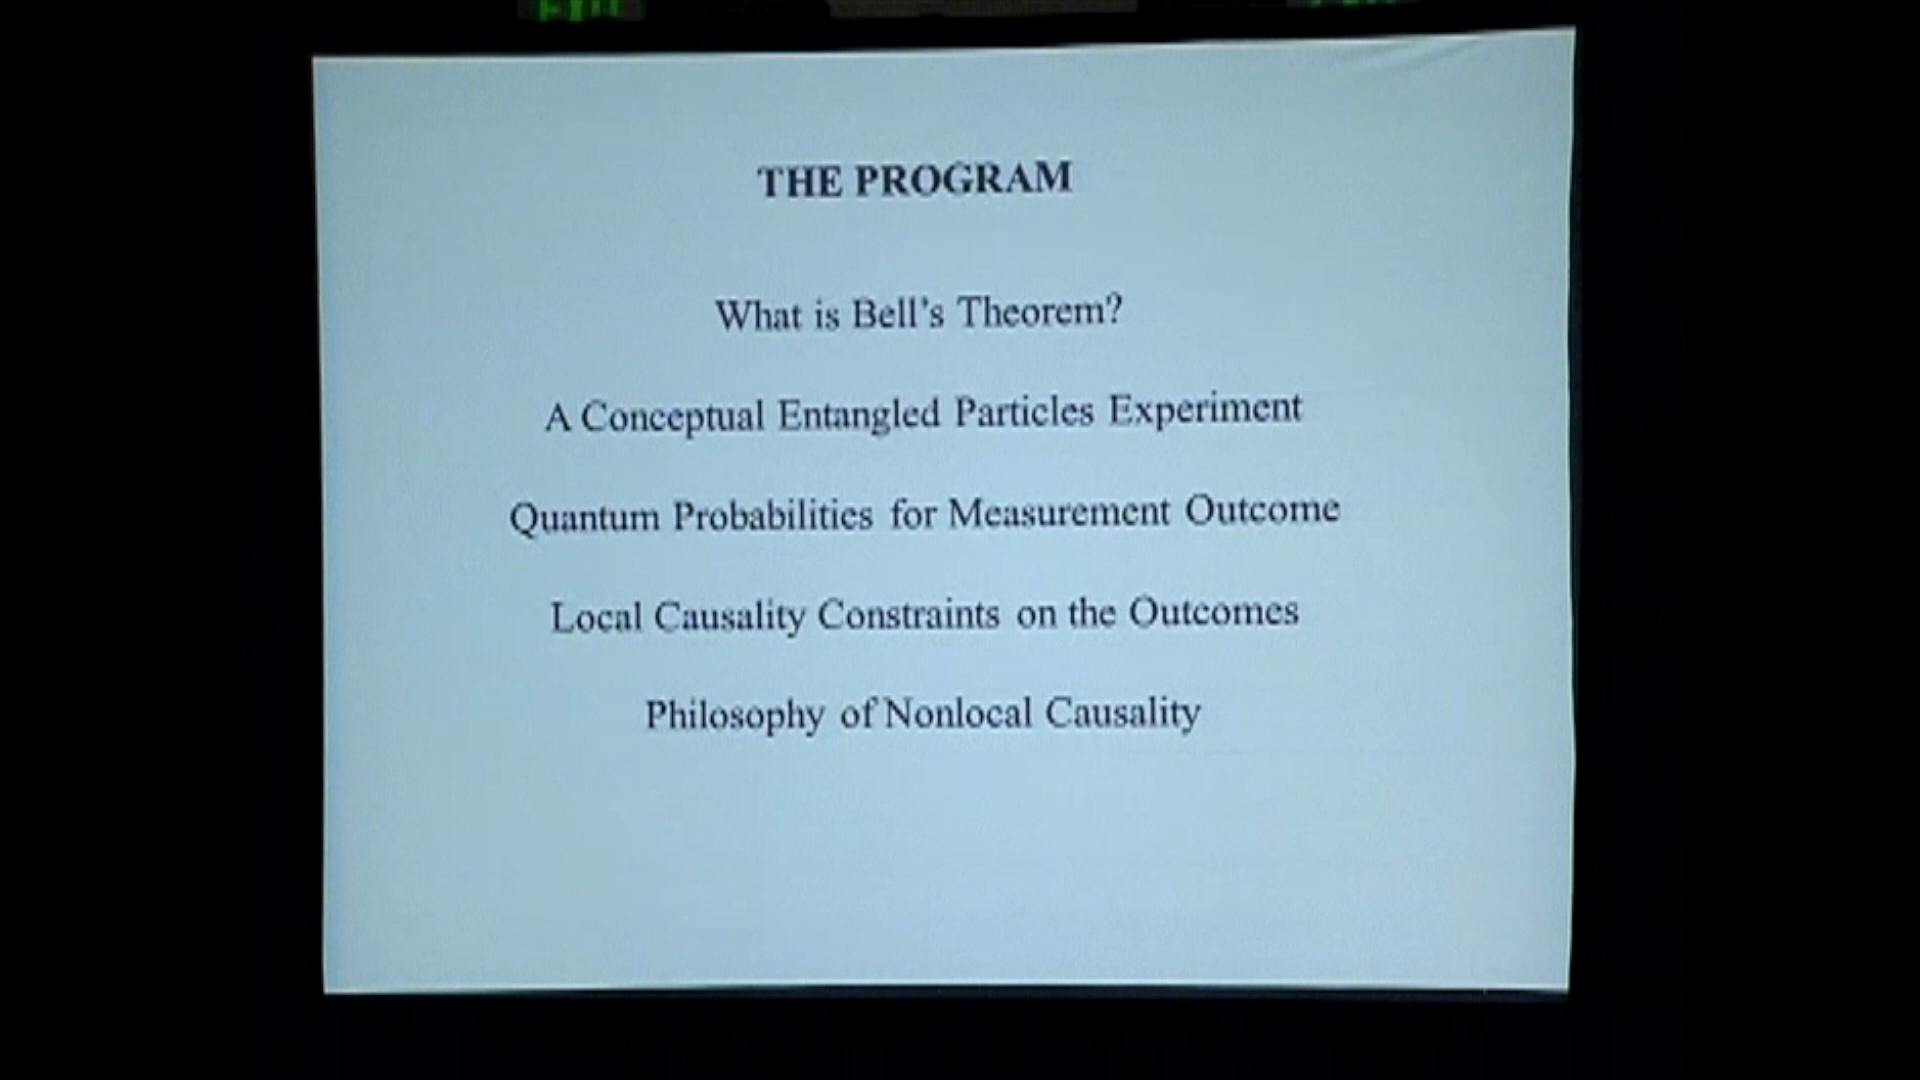 EXIT
THE PROGRAM
What is Bell's Theorem?
A Conceptual Entangled Particles Experiment
Quantum Probabilities for Measurement Outcome
Local Causality Constraints on the Outcomes
Philosophy of Nonlocal Causality